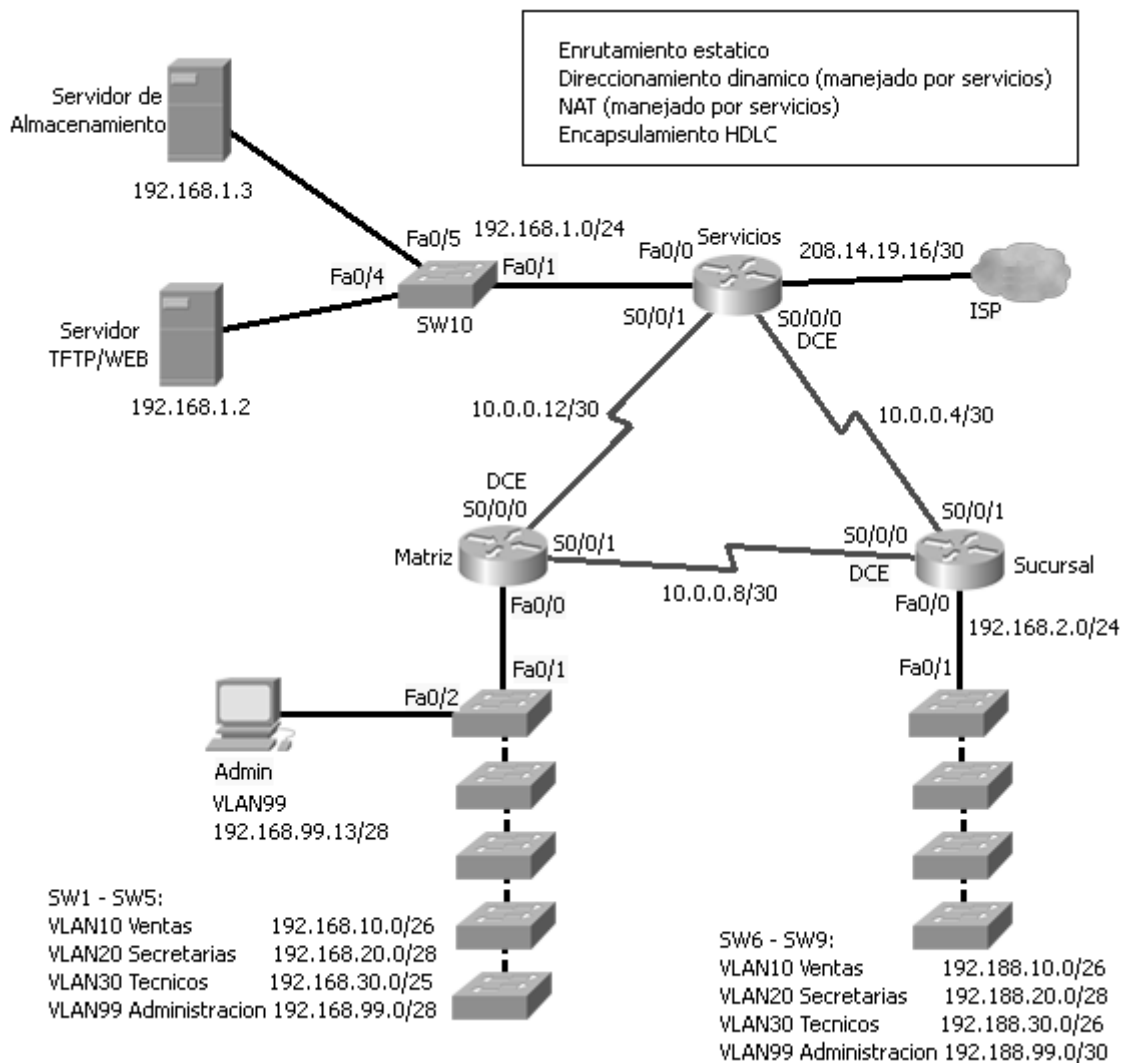 Enrutamiento estatico
Direccionamiento dinamico (manejado por servicios)
NAT (manejado por servicios)
Encapsulamiento HDLC
Servidor de
Almacenamiento
192.168.1.3
Fa0/5
192.168.1.0/24
Fa0/4
Fa0/1
SW10
Servidor
TFTP/WEB
192.168.1.2
Servicios
Fa0/0
208.14.19.16/30
ISP
S0/0/1
S0/0/0
DCE
10.0.0.12/30
10.0.0.4/30
DCE
S0/0/0
Matriz
S0/0/1
Fa0/0
10.0.0.8/30
S0/0/1
S0/0/0
DCE
Sucursal
Fa0/0
192.168.2.0/24
Fa0/1
Fa0/1
Fa0/2
Admin
VLAN99
192.168.99.13/28
SW1 - SW5:
VLAN10 Ventas 192.168.10.0/26
VLAN20 Secretarias 192.168.20.0/28
VLAN30 Tecnicos 192.168.30.0/25
VLAN99 Administracion 192.168.99.0/28
SW6 - SW9:
VLAN10 Ventas 192.188.10.0/26
VLAN20 Secretarias 192.188.20.0/28
VLAN30 Tecnicos 192.188.30.0/26
VLAN99 Administracion 192.188.99.0/30